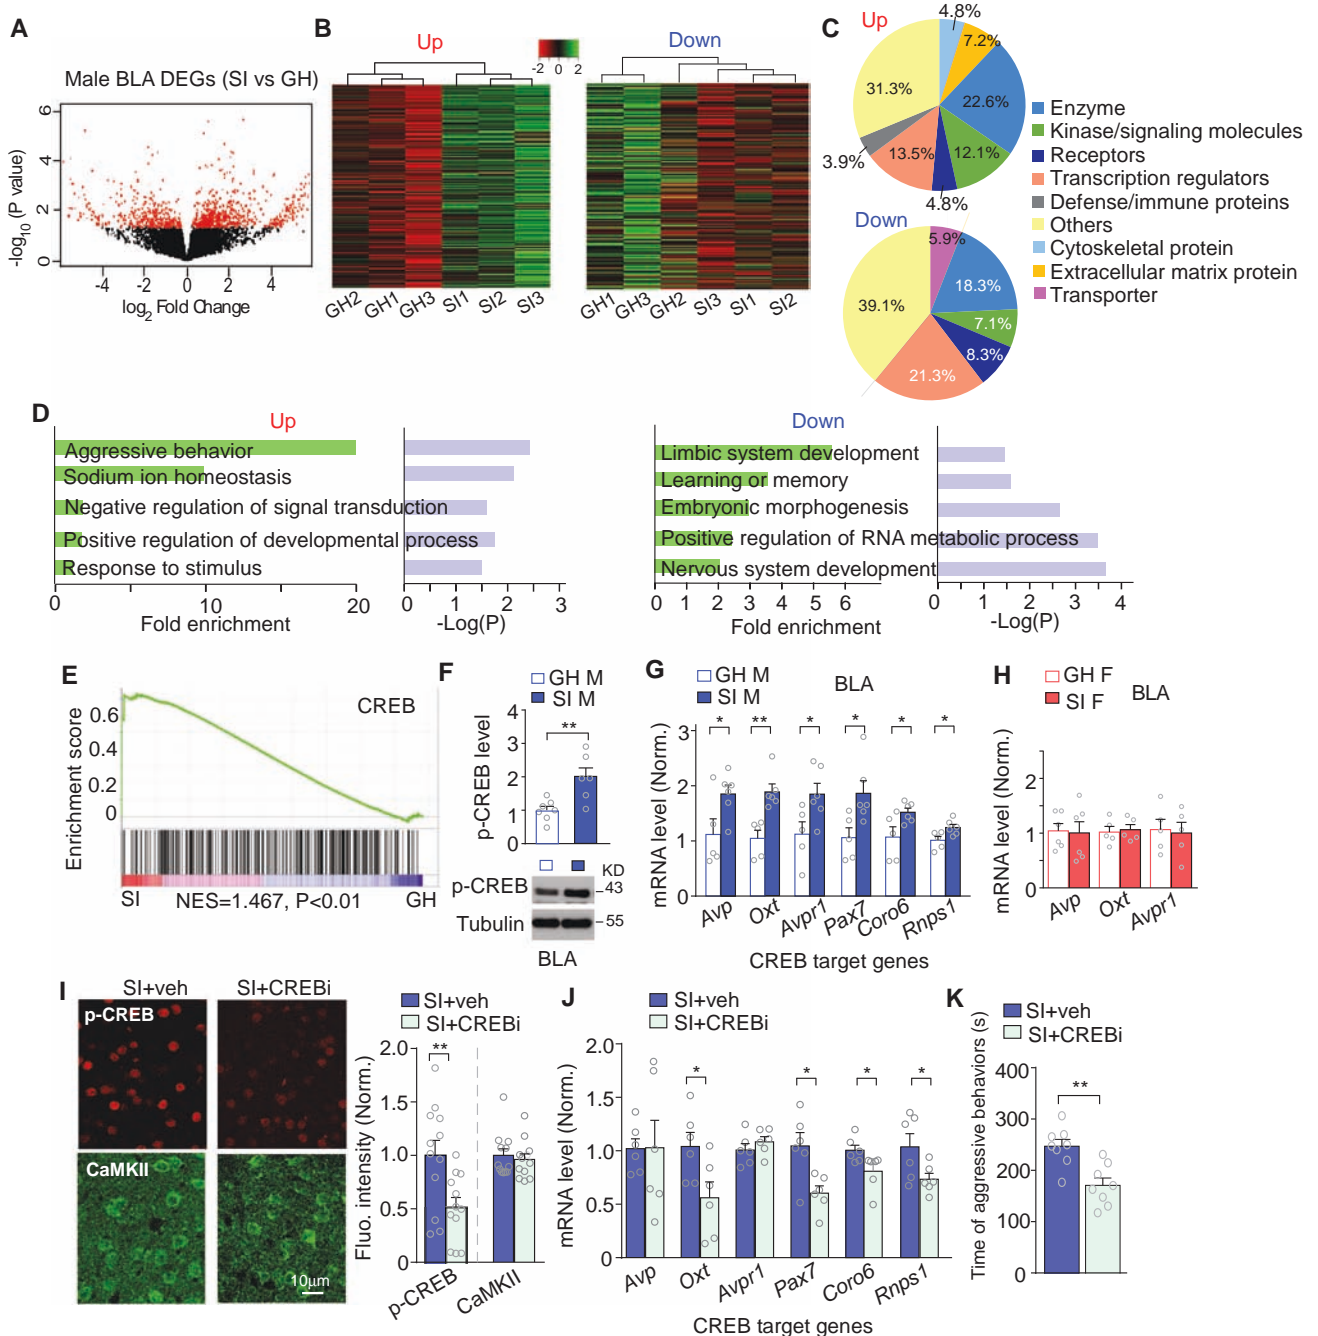 A
Male BLA DEGs (SI vs GH)
-log10 (P value)
6
4
2
0
-4
-2
0
2
4
log2 Fold Change
B
Up
-2 0 2
Down
GH2 GH1 GH3 SI1 SI2 SI3
GH1 GH3 GH2 SI3 SI1 SI2
C
Up
4.8%
7.2%
22.6%
12.1%
4.8%
13.5%
3.9%
31.3%
Down
5.9%
18.3%
7.1%
8.3%
21.3%
39.1%
Enzyme
Kinase/signaling molecules
Receptors
Transcription regulators
Defense/immune proteins
Others
Cytoskeletal protein
Extracellular matrix protein
Transporter
D
Up
Aggressive behavior
Sodium ion homeostasis
Negative regulation of signal transduction
Positive regulation of developmental process
Response to stimulus
0 10 20
Fold enrichment
0 1 2 3
-Log(P)
Down
Limbic system development
Learning or memory
Embryonic morphogenesis
Positive regulation of RNA metabolic process
Nervous system development
0 1 2 3 4 5 6
Fold enrichment
0 1 2 3 4
-Log(P)
E
Enrichment score
0.6
0.4
0.2
0
CREB
SI
GH
NES=1.467, P<0.01
F
GH M
SI M
p-CREB level
4
3
2
1
0
**
KD
p-CREB
43
Tubulin
55
BLA
G
GH M
SI M
BLA
mRNA level (Norm.)
3
2
1
0
* ** * * * *
Avp Oxt Avpr1 Pax7 Coro6 Rnps1
CREB target genes
H
GH F
SI F
BLA
mRNA level (Norm.)
2
1
0
Avp Oxt Avpr1
I
SI+veh
SI+CREBi
p-CREB
CaMKII
10μm
SI+veh
SI+CREBi
Fluo. intensity (Norm.)
2.0
1.5
1.0
0.5
0
**
p-CREB CaMKII
J
SI+veh
SI+CREBi
mRNA level (Norm.)
2.0
1.5
1.0
0.5
0
* * * *
Avp Oxt Avpr1 Pax7 Coro6 Rnps1
CREB target genes
K
SI+veh
SI+CREBi
Time of aggressive behaviors (s)
400
300
200
100
0
**